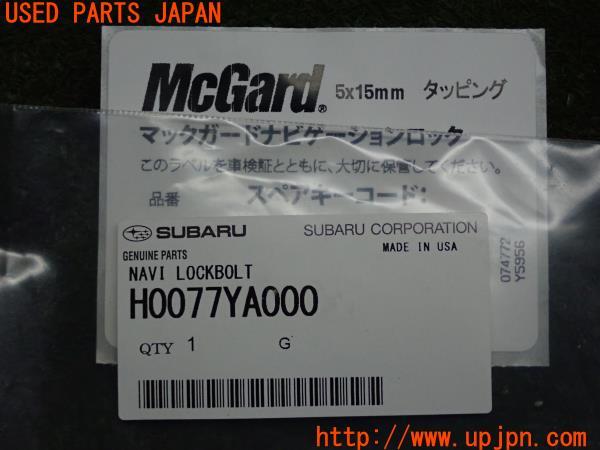 USED PARTS JAPAN
McGard® 5x15mm タッピング
マックガードナビゲーションロック
このラベルを車検証とともに、大切に保管してください。
品番 スペアキーコード:
SUBARU SUBARU CORPORATION
GENUINE PARTS MADE IN USA
NAVI LOCKBOLT
H0077YA000
QTY 1 G
074772
Y5956
http://www.upjpn.com